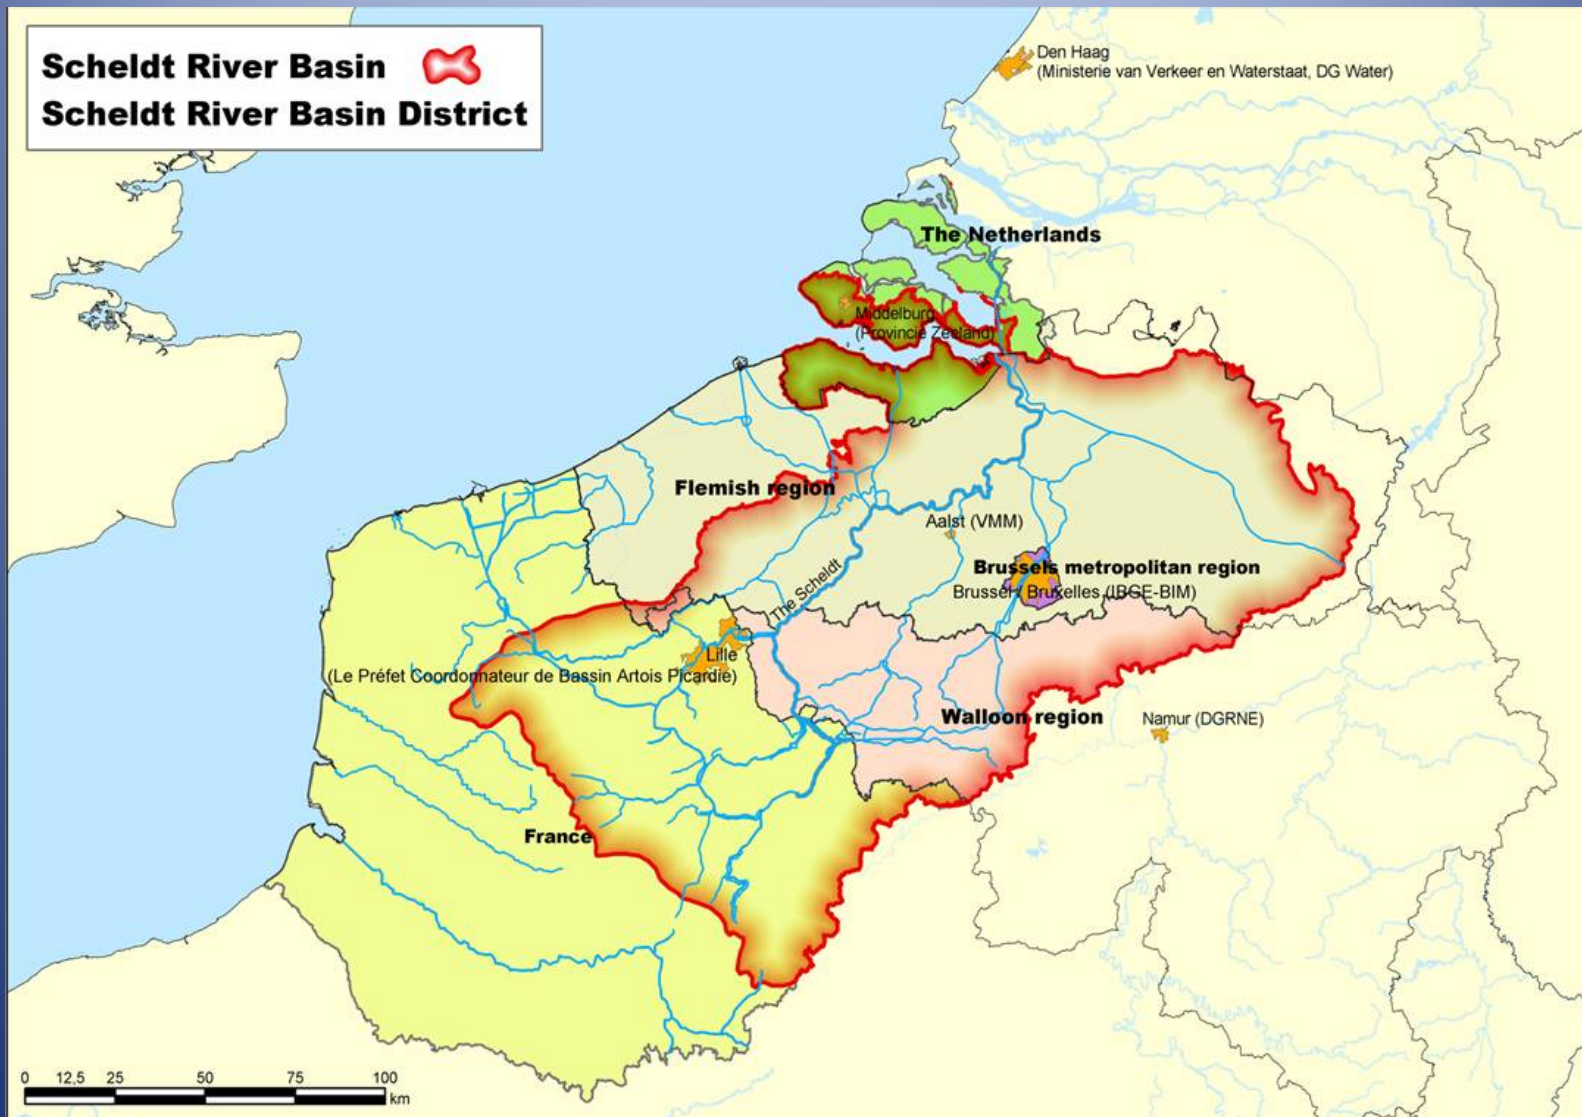 Scheldt River Basin
Scheldt River Basin District
Den Haag
(Ministerie van Verkeer en Waterstaat, DG Water)
The Netherlands
Middelburg
(Provincie Zeeland)
Flemish region
Aalst (VMM)
Brussels metropolitan region
Brussel Bruxelles (IBGE-BIM)
The Scheldt
Lille
(Le Préfet Coordonnateur de Bassin Artois Picardie)
Walloon region
Namur (DGRNE)
France
0 12,5 25 50 75 100
km